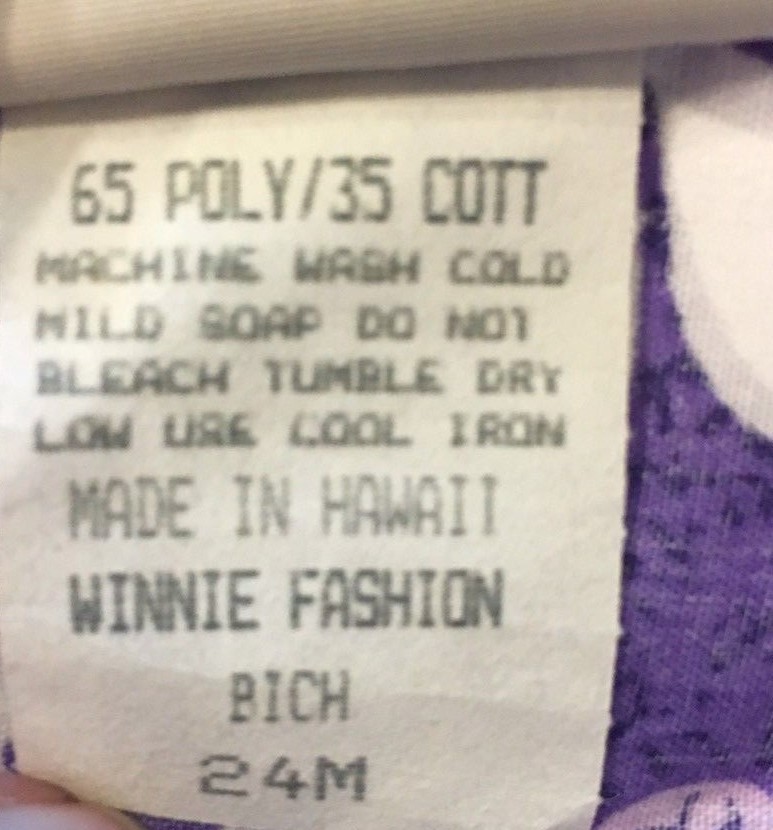 65 POLY/35 COTT
MACHINE WASH COLD
MILD SOAP DO NOT
BLEACH TUMBLE DRY
LOW USE COOL IRON
MADE IN HAWAII
WINNIE FASHION
BICH
24M